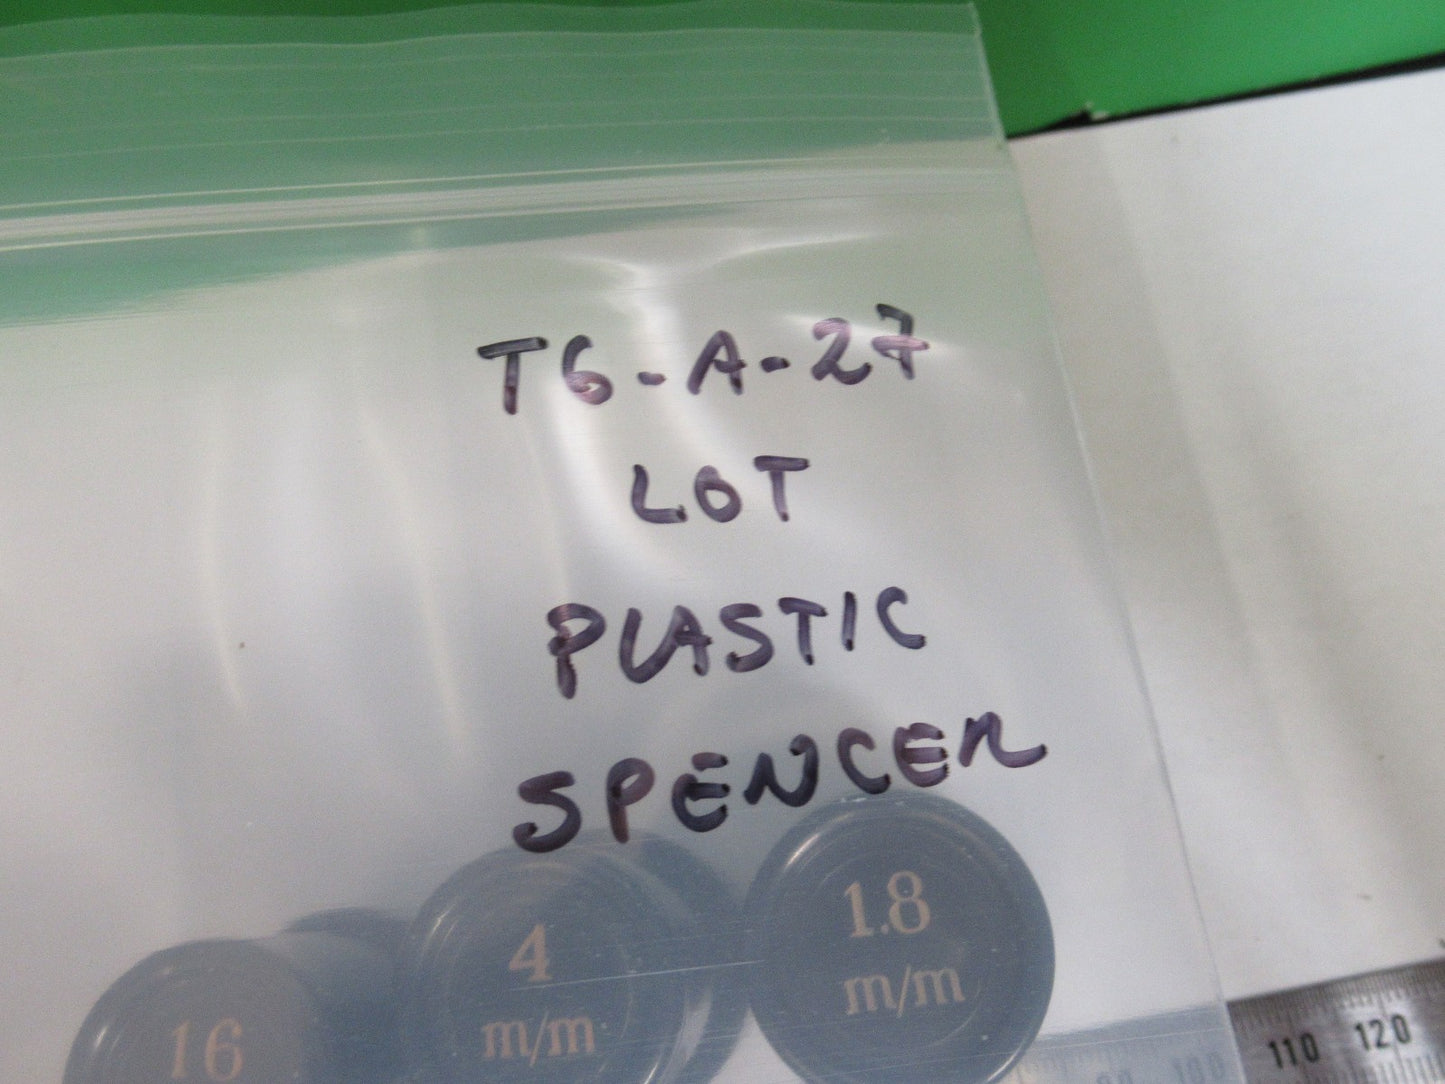 T6-A-27
LOT
PLASTIC
SPENCER
1.8
m/m
4
m/m
16
110 120